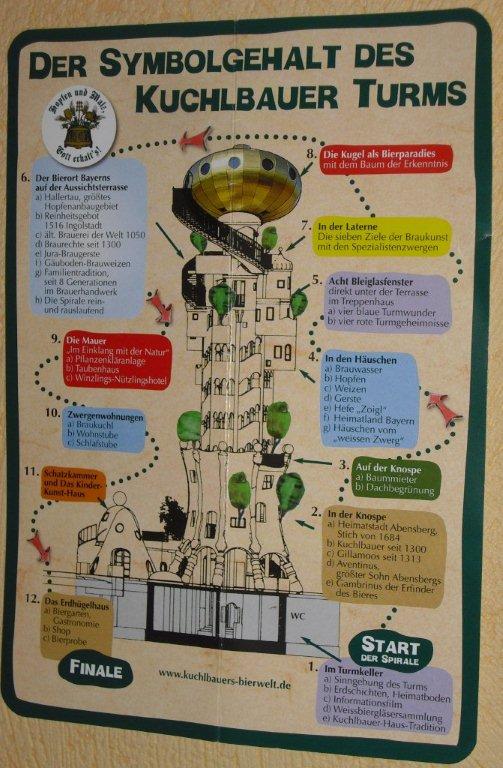 DER SYMBOLGEHALT DES
KUCHLBAUER TURMS
Hopfen und Malz,
Gott erhalt's!
8. Die Kugel als Bierparadies
mit dem Baum der Erkenntnis
7. In der Laterne
Die sieben Ziele der Braukunst
mit den Spezialistenzwergen
6. Der Bierort Bayerns
auf der Aussichtsterrasse
a) Hallertau, größtes
Hopfenanbaugebiet
b) Reinheitsgebot
1516 Ingolstadt
c) ält. Brauerei der Welt 1050
d) Braurechte seit 1300
e) Jura-Braugerste
f) Gäuboden-Brauweizen
g) Familientradition,
seit 8 Generationen
im Brauerhandwerk
h) Die Spirale rein-
und rauslaufend
5. Acht Bleiglasfenster
direkt unter der Terrasse
im Treppenhaus
a) vier blaue Turmwunder
b) vier rote Turmgeheimnisse
9. Die Mauer
„Im Einklang mit der Natur"
a) Pflanzenkläranlage
b) Taubenhaus
c) Winzlings-Nützlingshotel
4. In den Häuschen
a) Brauwasser
b) Hopfen
c) Weizen
d) Gerste
e) Hefe „Zoigl"
f) Heimatland Bayern
g) Häuschen vom
„weissen Zwerg"
10. Zwergenwohnungen
a) Braukuchl
b) Wohnstube
c) Schlafstube
3. Auf der Knospe
a) Baummieter
b) Dachbegrünung
11. Schatzkammer
und Das Kinder-
Kunst-Haus
2. In der Knospe
a) Heimatstadt Abensberg,
Stich von 1684
b) Kuchlbauer seit 1300
c) Gillamoos seit 1313
d) Aventinus,
größter Sohn Abensbergs
e) Gambrinus der Erfinder
des Bieres
12. Das Erdhügelhaus
a) Biergarten,
Gastronomie
b) Shop
c) Bierprobe
WC
START
DER SPIRALE
FINALE
www.kuchlbauers-bierwelt.de
1. Im Turmkeller
a) Sinngebung des Turms
b) Erdschichten, Heimatboden
c) Informationsfilm
d) Weissbiergläsersammlung
e) Kuchlbauer-Haus-Tradition